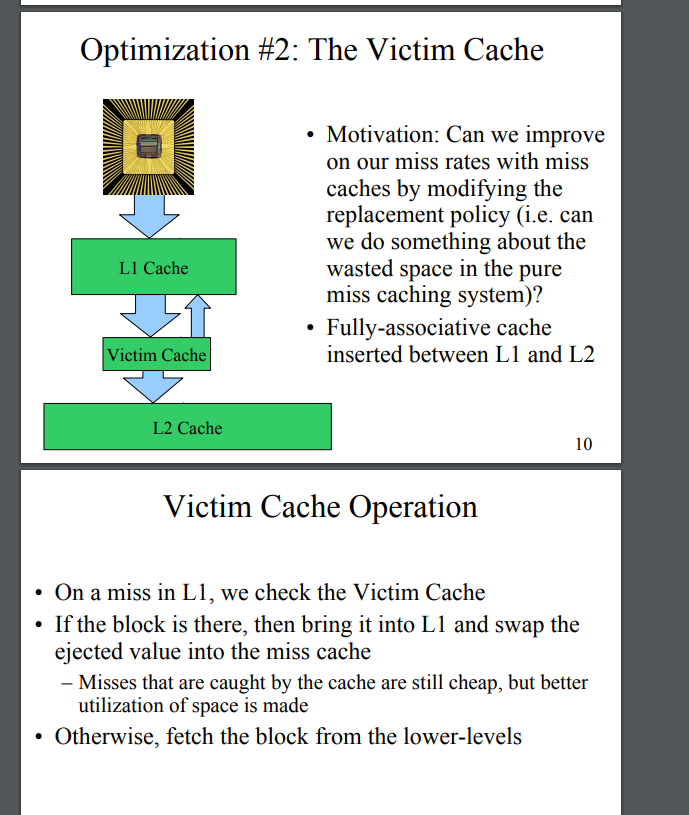 Optimization #2: The Victim Cache
• Motivation: Can we improve
on our miss rates with miss
caches by modifying the
replacement policy (i.e. can
we do something about the
wasted space in the pure
miss caching system)?
• Fully-associative cache
inserted between L1 and L2
L1 Cache
Victim Cache
L2 Cache
10
Victim Cache Operation
• On a miss in L1, we check the Victim Cache
• If the block is there, then bring it into L1 and swap the
ejected value into the miss cache
– Misses that are caught by the cache are still cheap, but better
utilization of space is made
• Otherwise, fetch the block from the lower-levels